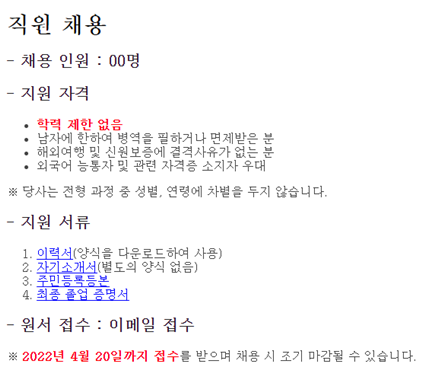 직원 채용
- 채용 인원 : 00명
- 지원 자격
• 학력 제한 없음
• 남자에 한하여 병역을 필하거나 면제받은 분
• 해외여행 및 신원보증에 결격사유가 없는 분
• 외국어 능통자 및 관련 자격증 소지자 우대
※ 당사는 전형 과정 중 성별, 연령에 차별을 두지 않습니다.
- 지원 서류
1. 이력서(양식을 다운로드하여 사용)
2. 자기소개서(별도의 양식 없음)
3. 주민등록등본
4. 최종 졸업 증명서
- 원서 접수 : 이메일 접수
※ 2022년 4월 20일까지 접수를 받으며 채용 시 조기 마감될 수 있습니다.